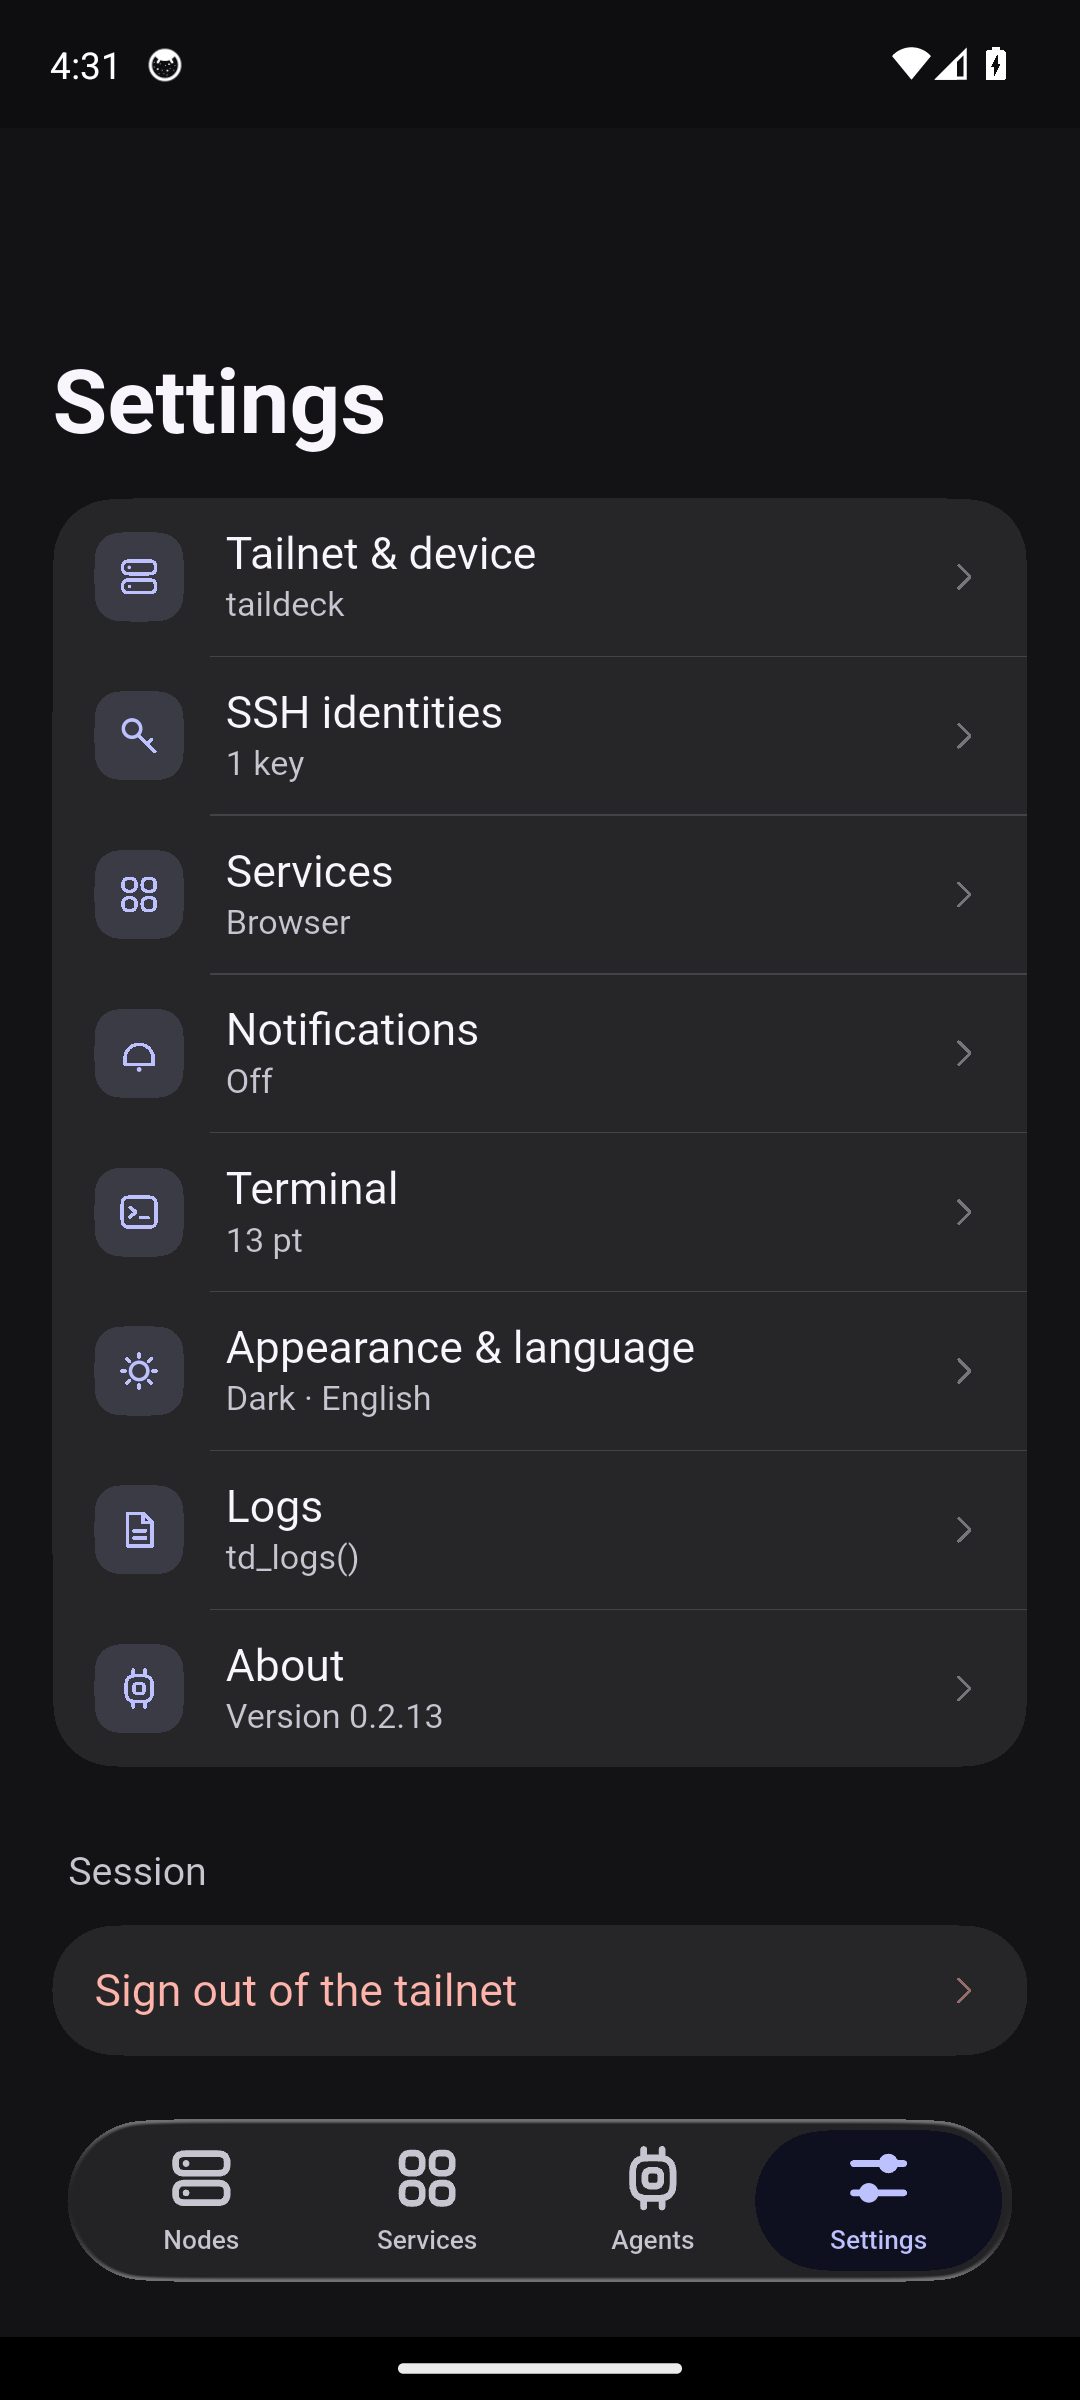 4:31
Settings
Tailnet & device
taildeck
SSH identities
1 key
Services
Browser
Notifications
Off
Terminal
13 pt
Appearance & language
Dark · English
Logs
td_logs()
About
Version 0.2.13
Session
Sign out of the tailnet
Nodes
Services
Agents
Settings